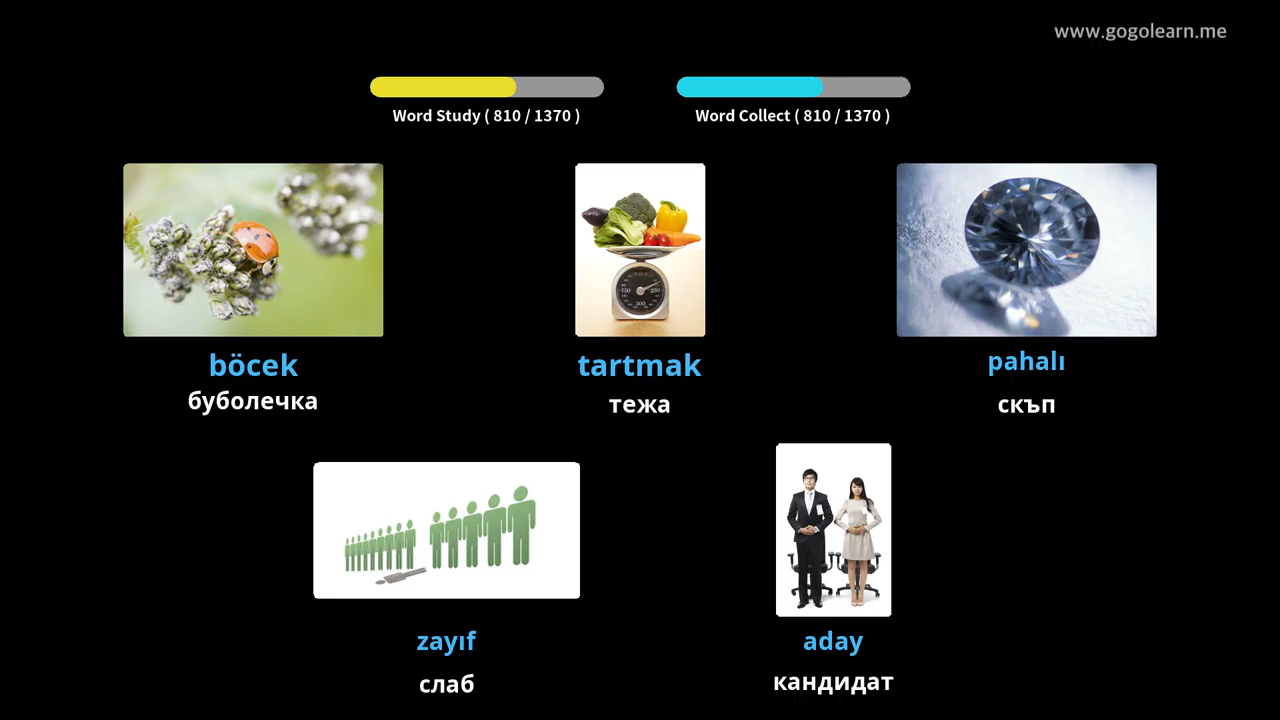 www.gogolearn.me
Word Study ( 810 / 1370 )
Word Collect ( 810 / 1370 )
böcek
буболечка
tartmak
тежа
pahalı
скъп
zayıf
слаб
aday
кандидат